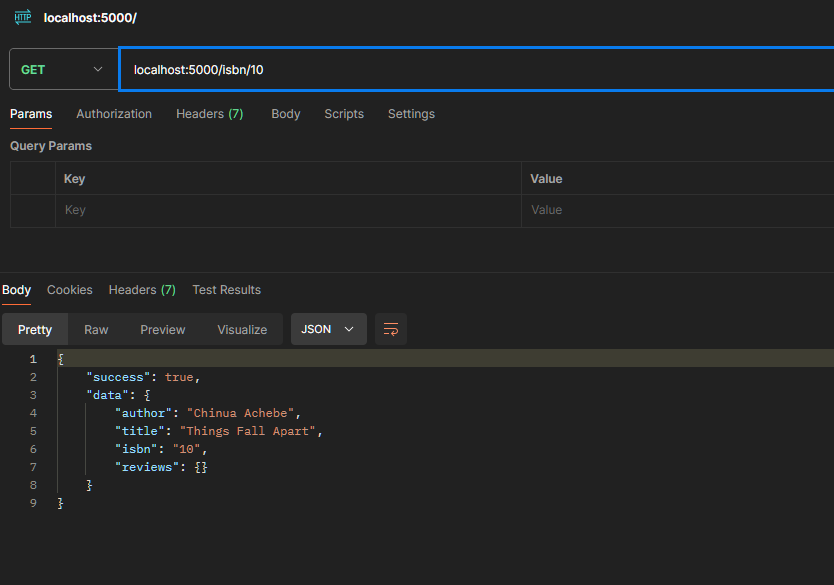 HTTP localhost:5000/
GET localhost:5000/isbn/10
Params Authorization Headers (7) Body Scripts Settings
Query Params
Key Value
Key Value
Body Cookies Headers (7) Test Results
Pretty Raw Preview Visualize JSON
1 {
2 "success": true,
3 "data": {
4 "author": "Chinua Achebe",
5 "title": "Things Fall Apart",
6 "isbn": "10",
7 "reviews": {}
8 }
9 }